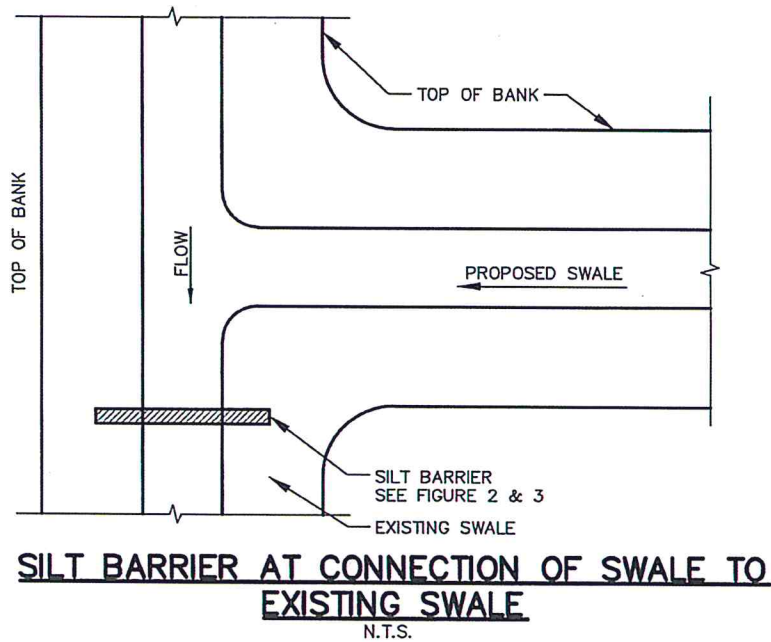 TOP OF BANK
TOP OF BANK
FLOW
PROPOSED SWALE
SILT BARRIER
SEE FIGURE 2 & 3
EXISTING SWALE
SILT BARRIER AT CONNECTION OF SWALE TO
EXISTING SWALE
N.T.S.